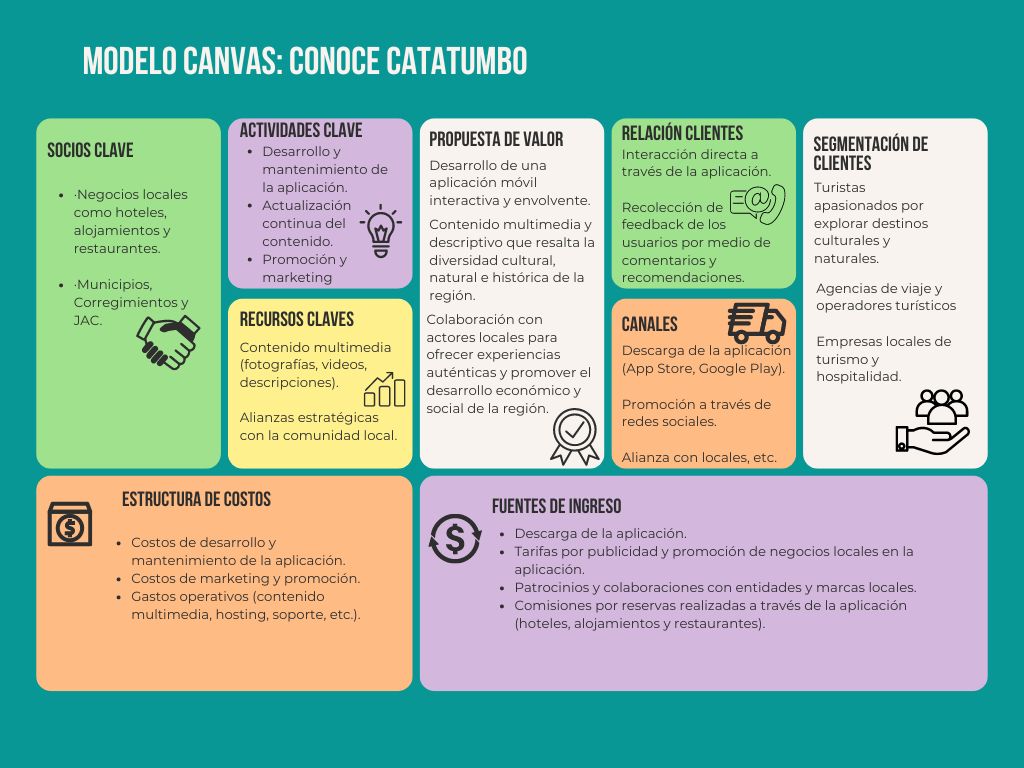 MODELO CANVAS: CONOCE CATATUMBO
SOCIOS CLAVE
• ·Negocios locales
como hoteles,
alojamientos y
restaurantes.
• ·Municipios,
Corregimientos y
JAC.
ACTIVIDADES CLAVE
• Desarrollo y
mantenimiento de
la aplicación.
• Actualización
continua del
contenido.
• Promoción y
marketing
RECURSOS CLAVES
Contenido multimedia
(fotografías, videos,
descripciones).
Alianzas estratégicas
con la comunidad local.
PROPUESTA DE VALOR
Desarrollo de una
aplicación móvil
interactiva y envolvente.
Contenido multimedia y
descriptivo que resalta la
diversidad cultural,
natural e histórica de la
región.
Colaboración con
actores locales para
ofrecer experiencias
auténticas y promover el
desarrollo económico y
social de la región.
RELACIÓN CLIENTES
Interacción directa a
través de la aplicación.
Recolección de
feedback de los
usuarios por medio de
comentarios y
recomendaciones.
CANALES
Descarga de la aplicación
(App Store, Google Play).
Promoción a través de
redes sociales.
Alianza con locales, etc.
SEGMENTACIÓN DE
CLIENTES
Turistas
apasionados por
explorar destinos
culturales y
naturales.
Agencias de viaje y
operadores turísticos
Empresas locales de
turismo y
hospitalidad.
ESTRUCTURA DE COSTOS
• Costos de desarrollo y
mantenimiento de la aplicación.
• Costos de marketing y promoción.
• Gastos operativos (contenido
multimedia, hosting, soporte, etc.).
FUENTES DE INGRESO
• Descarga de la aplicación.
• Tarifas por publicidad y promoción de negocios locales en la
aplicación.
• Patrocinios y colaboraciones con entidades y marcas locales.
• Comisiones por reservas realizadas a través de la aplicación
(hoteles, alojamientos y restaurantes).